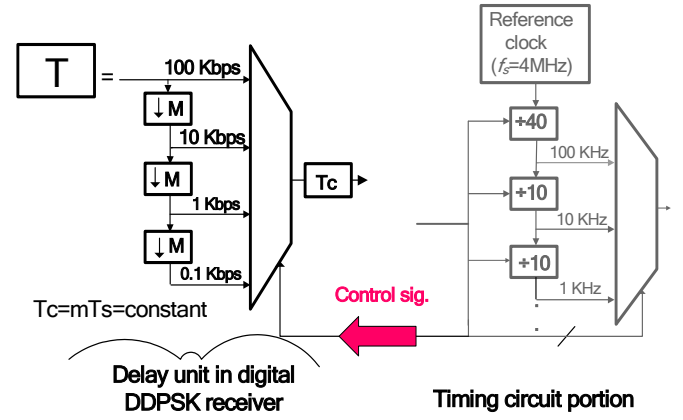 T
=
100 Kbps
↓ M
10 Kbps
↓ M
1 Kbps
↓ M
0.1 Kbps
Tc
Tc=mTs=constant
Delay unit in digital
DDPSK receiver
Control sig.
Reference
clock
(fs=4MHz)
÷40
100 KHz
÷10
10 KHz
÷10
1 KHz
Timing circuit portion